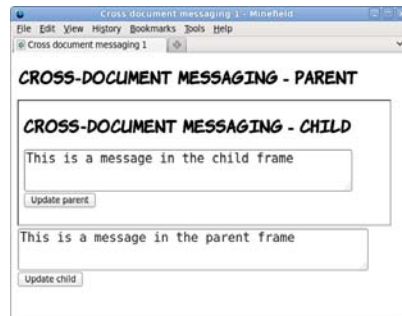 Cross document messaging 1 - Minefield
File Edit View History Bookmarks Tools Help
Cross document messaging 1
CROSS-DOCUMENT MESSAGING - PARENT
CROSS-DOCUMENT MESSAGING - CHILD
This is a message in the child frame
Update parent
This is a message in the parent frame
Update child